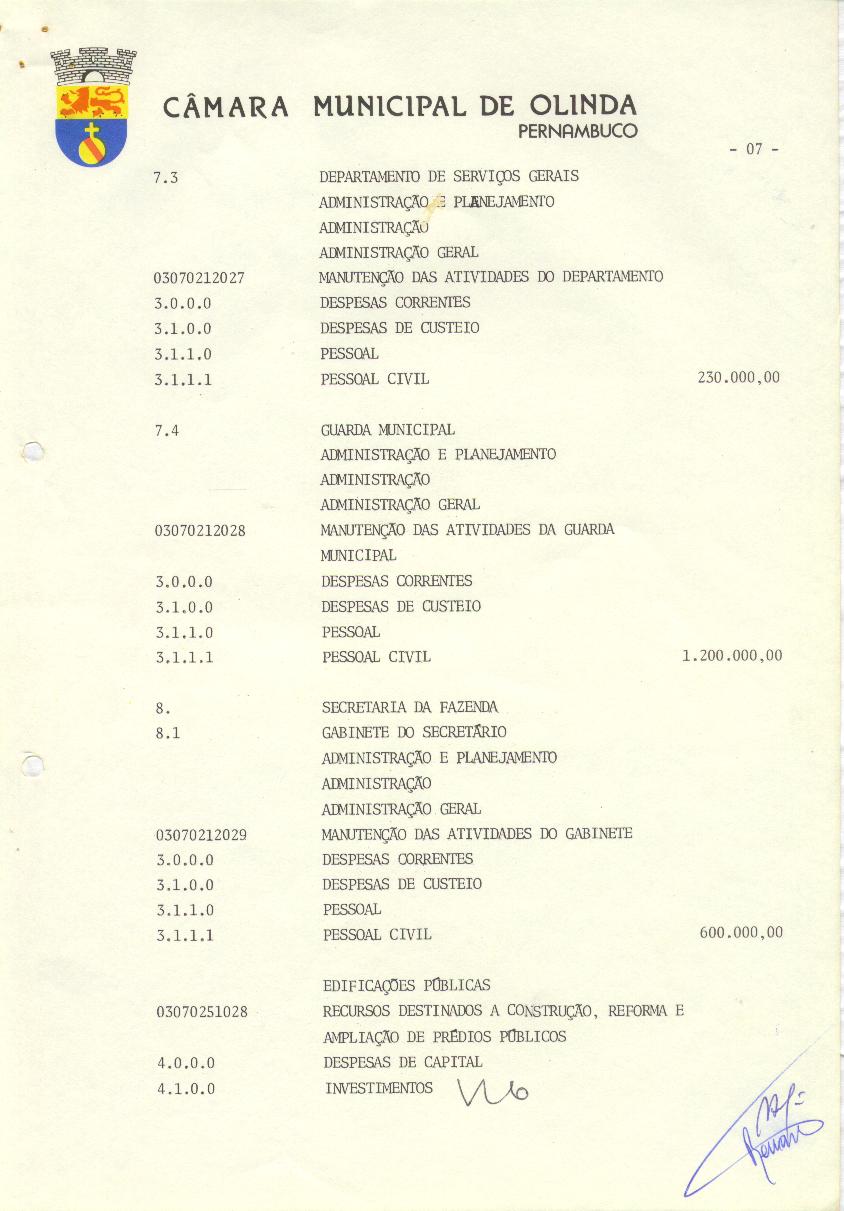 CÂMARA MUNICIPAL DE OLINDA
PERNAMBUCO
- 07 -
7.3 DEPARTAMENTO DE SERVIÇOS GERAIS
ADMINISTRAÇÃO E PLANEJAMENTO
ADMINISTRAÇÃO
ADMINISTRAÇÃO GERAL
03070212027 MANUTENÇÃO DAS ATIVIDADES DO DEPARTAMENTO
3.0.0.0 DESPESAS CORRENTES
3.1.0.0 DESPESAS DE CUSTEIO
3.1.1.0 PESSOAL
3.1.1.1 PESSOAL CIVIL 230.000,00
7.4 GUARDA MUNICIPAL
ADMINISTRAÇÃO E PLANEJAMENTO
ADMINISTRAÇÃO
ADMINISTRAÇÃO GERAL
03070212028 MANUTENÇÃO DAS ATIVIDADES DA GUARDA
MUNICIPAL
3.0.0.0 DESPESAS CORRENTES
3.1.0.0 DESPESAS DE CUSTEIO
3.1.1.0 PESSOAL
3.1.1.1 PESSOAL CIVIL 1.200.000,00
8. SECRETARIA DA FAZENDA
8.1 GABINETE DO SECRETÁRIO
ADMINISTRAÇÃO E PLANEJAMENTO
ADMINISTRAÇÃO
ADMINISTRAÇÃO GERAL
03070212029 MANUTENÇÃO DAS ATIVIDADES DO GABINETE
3.0.0.0 DESPESAS CORRENTES
3.1.0.0 DESPESAS DE CUSTEIO
3.1.1.0 PESSOAL
3.1.1.1 PESSOAL CIVIL 600.000,00
EDIFICAÇÕES PÚBLICAS
03070251028 RECURSOS DESTINADOS A CONSTRUÇÃO, REFORMA E
AMPLIAÇÃO DE PRÉDIOS PÚBLICOS
4.0.0.0 DESPESAS DE CAPITAL
4.1.0.0 INVESTIMENTOS